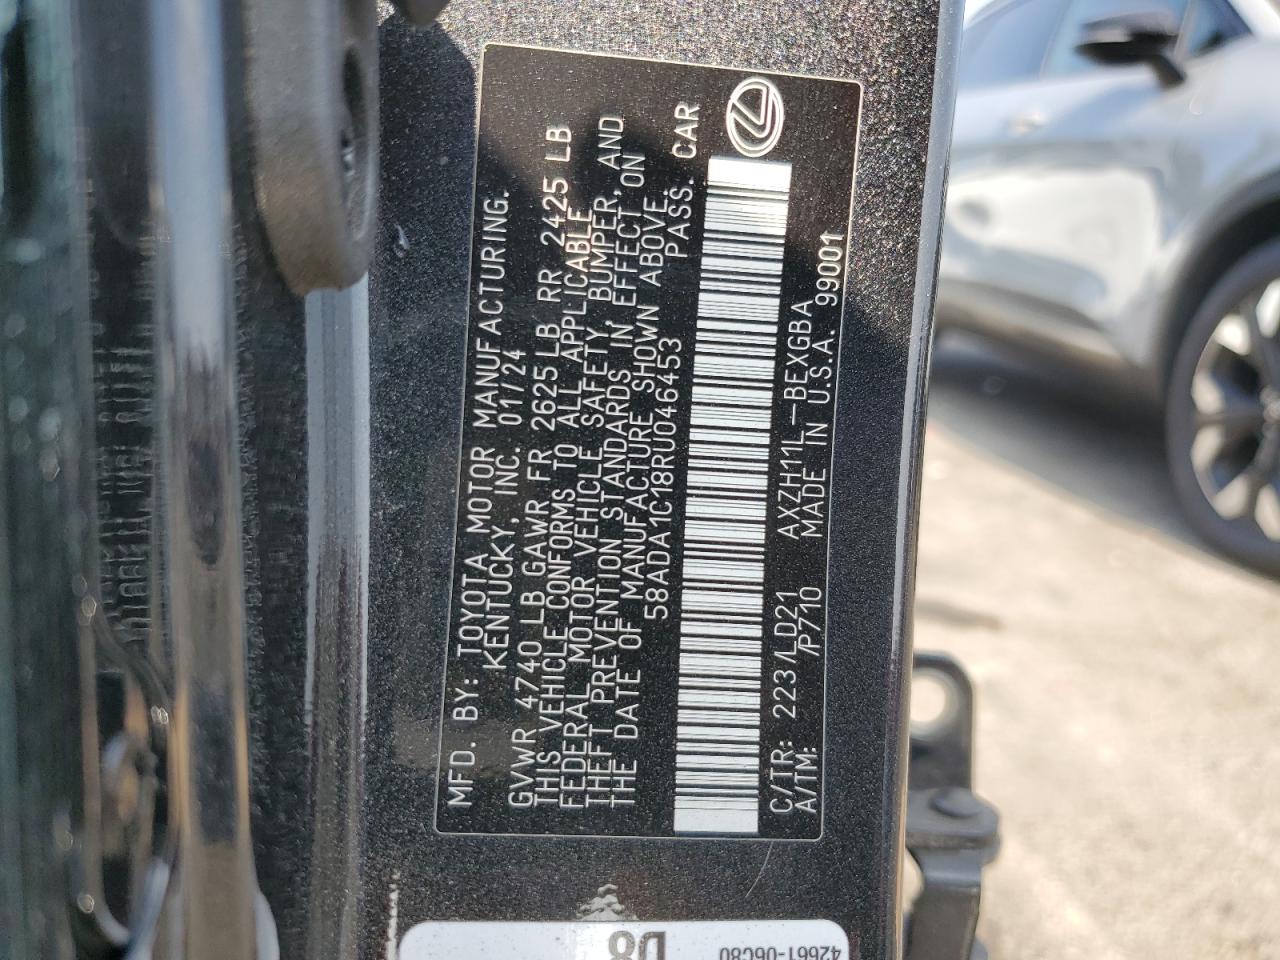 MFD. BY: TOYOTA MOTOR MANUFACTURING.
KENTUCKY, INC. 01/24
GVWR 4740 LB GAWR FR 2625 LB RR 2425 LB
THIS VEHICLE CONFORMS TO ALL APPLICABLE
FEDERAL MOTOR VEHICLE SAFETY, BUMPER, AND
THEFT PREVENTION STANDARDS IN EFFECT ON
THE DATE OF MANUFACTURE SHOWN ABOVE.
58ADA1C18RU046453 PASS. CAR
C/TR: 223/LD21 AXZH11L-BEXGBA
A/TM: /P710 MADE IN U.S.A. 99001
D8
42661-06C80